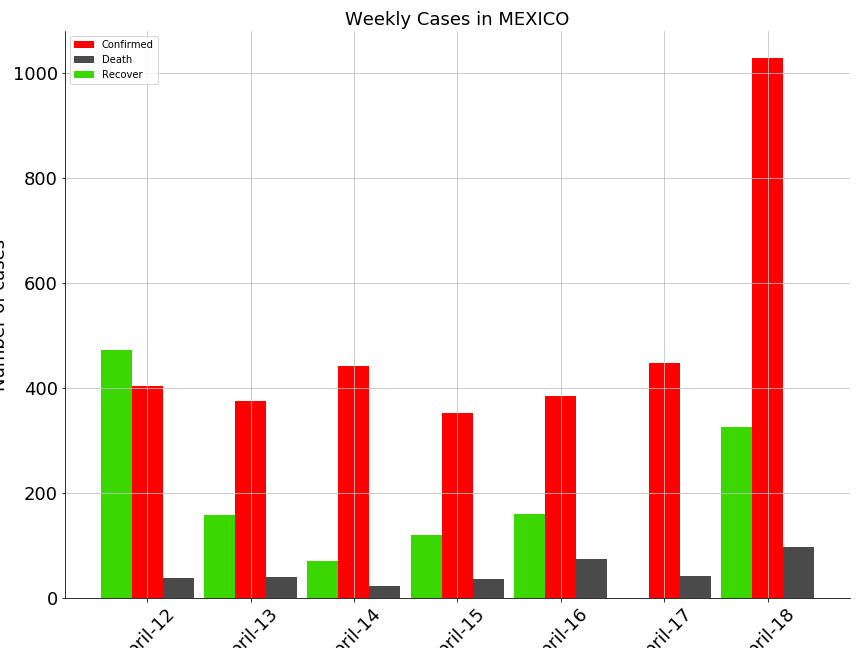 Weekly Cases in MEXICO
Confirmed
Death
Recover
1000
800
600
400
200
0
Number of cases
pril-12
pril-13
pril-14
pril-15
pril-16
pril-17
pril-18